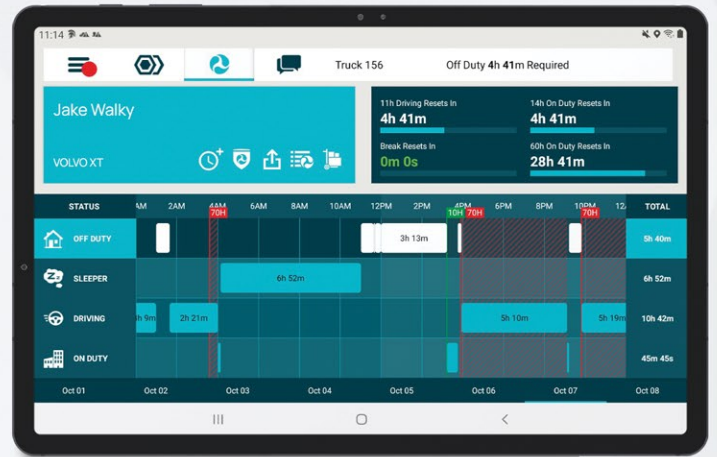 11:14
Truck 156 Off Duty 4h 41m Required
Jake Walky
VOLVO XT
11h Driving Resets In
4h 41m
14h On Duty Resets In
4h 41m
Break Resets In
0m 0s
60h On Duty Resets In
28h 41m
STATUS AM 2AM 4AM 6AM 8AM 10AM 12PM 2PM 4PM 6PM 8PM 10PM 12 TOTAL
70H 10H 70H 70H
OFF DUTY 3h 13m 5h 40m
SLEEPER 6h 52m 6h 52m
DRIVING h 9m 2h 21m 5h 10m 5h 19m 10h 42m
ON DUTY 45m 45s
Oct 01 Oct 02 Oct 03 Oct 04 Oct 05 Oct 06 Oct 07 Oct 08